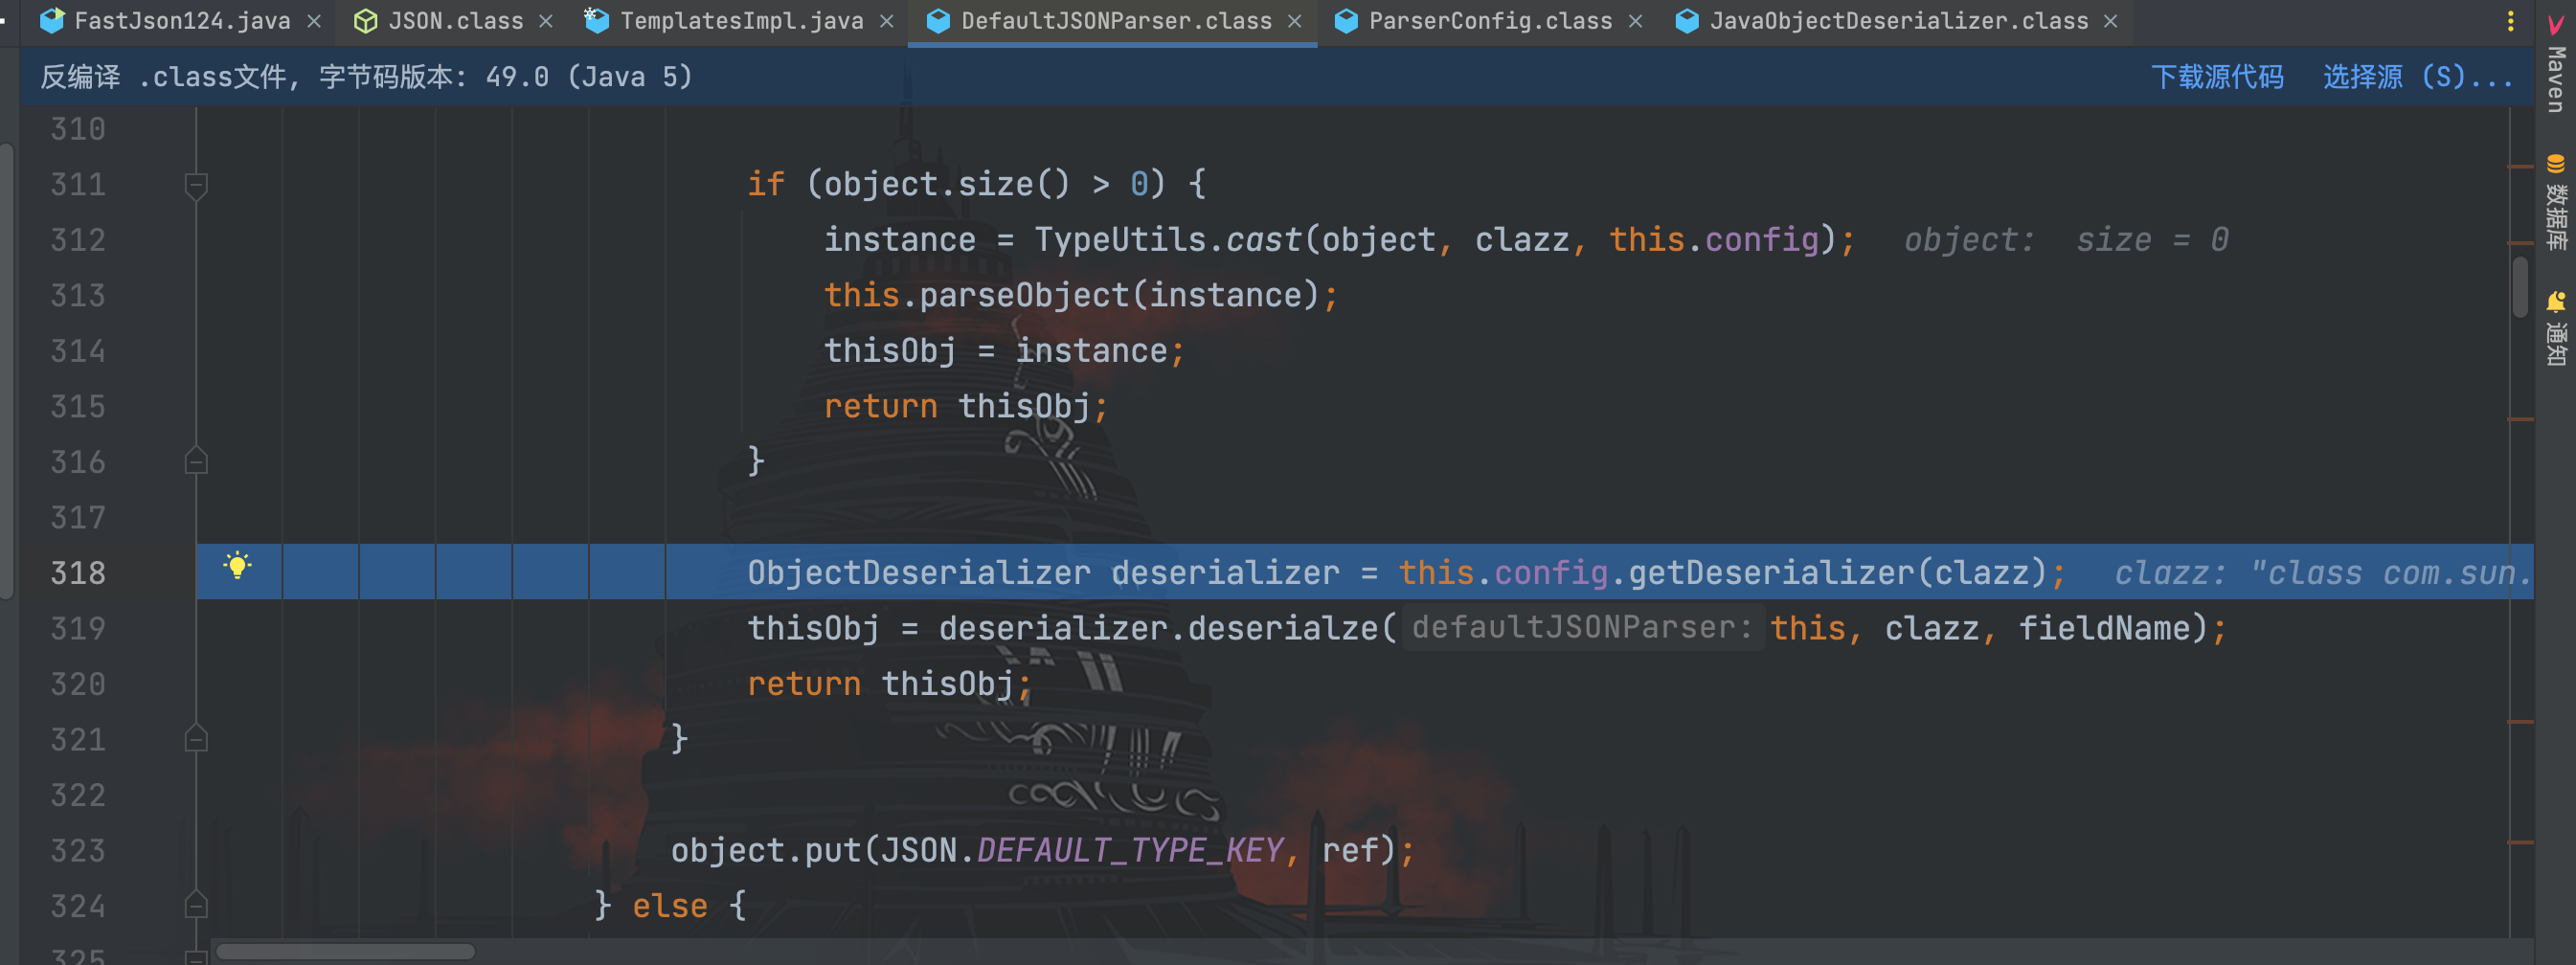 FastJson124.java JSON.class TemplatesImpl.java DefaultJSONParser.class ParserConfig.class JavaObjectDeserializer.class
反编译 .class文件, 字节码版本: 49.0 (Java 5) 下载源代码 选择源 (S)...
310
311 if (object.size() > 0) {
312 instance = TypeUtils.cast(object, clazz, this.config); object: size = 0
313 this.parseObject(instance);
314 thisObj = instance;
315 return thisObj;
316 }
317
318 ObjectDeserializer deserializer = this.config.getDeserializer(clazz); clazz: "class com.sun.
319 thisObj = deserializer.deserialze( defaultJSONParser: this, clazz, fieldName);
320 return thisObj;
321 }
322
323 object.put(JSON.DEFAULT_TYPE_KEY, ref);
324 } else {
325
Maven
数据库
通知